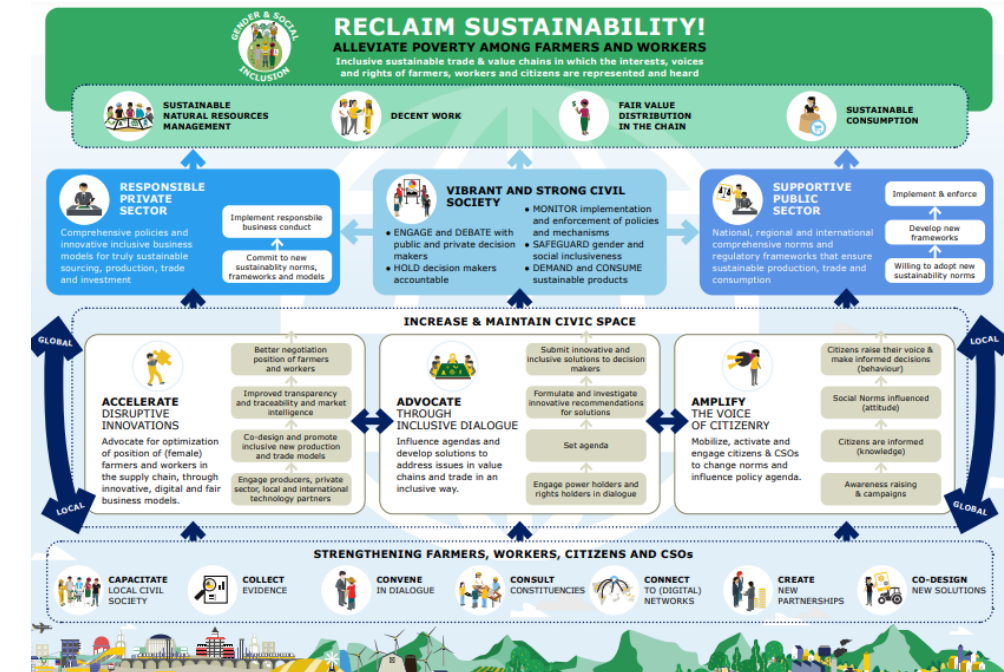 GENDER & SOCIAL
INCLUSION
RECLAIM SUSTAINABILITY!
ALLEVIATE POVERTY AMONG FARMERS AND WORKERS
Inclusive sustainable trade & value chains in which the interests, voices
and rights of farmers, workers and citizens are represented and heard
SUSTAINABLE
NATURAL RESOURCES
MANAGEMENT
DECENT WORK
FAIR VALUE
DISTRIBUTION
IN THE CHAIN
SUSTAINABLE
CONSUMPTION
RESPONSIBLE
PRIVATE
SECTOR
Comprehensive policies and
innovative inclusive business
models for truly sustainable
sourcing, production, trade
and investment
Implement responsible
business conduct
Commit to new
sustainablity norms,
frameworks and models
VIBRANT AND STRONG CIVIL
SOCIETY
• ENGAGE and DEBATE with
public and private decision
makers
• HOLD decision makers
accountable
• MONITOR implementation
and enforcement of policies
and mechanisms
• SAFEGUARD gender and
social inclusiveness
• DEMAND and CONSUME
sustainable products
SUPPORTIVE
PUBLIC
SECTOR
National, regional and international
comprehensive norms and
regulatory frameworks that ensure
sustainable production, trade and
consumption
Implement & enforce
Develop new
frameworks
Willing to adopt new
sustainability norms
INCREASE & MAINTAIN CIVIC SPACE
GLOBAL
LOCAL
ACCELERATE
DISRUPTIVE
INNOVATIONS
Advocate for optimization
of position of (female)
farmers and workers in
the supply chain, through
innovative, digital and fair
business models.
Better negotiation
position of farmers
and workers
Improved transparency
and traceability and market
intelligence
Co-design and promote
inclusive new production
and trade models
Engage producers, private
sector, local and international
technology partners
ADVOCATE
THROUGH
INCLUSIVE DIALOGUE
Influence agendas and
develop solutions to
address issues in value
chains and trade in an
inclusive way.
Submit innovative and
inclusive solutions to decision
makers
Formulate and investigate
innovative recommendations
for solutions
Set agenda
Engage power holders and
rights holders in dialogue
AMPLIFY
THE VOICE
OF CITIZENRY
Mobilize, activate and
engage citizens & CSOs
to change norms and
influence policy agenda.
Citizens raise their voice &
make informed decisions
(behaviour)
Social Norms influenced
(attitude)
Citizens are informed
(knowledge)
Awareness raising
& campaigns
LOCAL
GLOBAL
STRENGTHENING FARMERS, WORKERS, CITIZENS AND CSOs
CAPACITATE
LOCAL CIVIL
SOCIETY
COLLECT
EVIDENCE
CONVENE
IN DIALOGUE
CONSULT
CONSTITUENCIES
CONNECT
TO (DIGITAL)
NETWORKS
CREATE
NEW
PARTNERSHIPS
CO-DESIGN
NEW SOLUTIONS